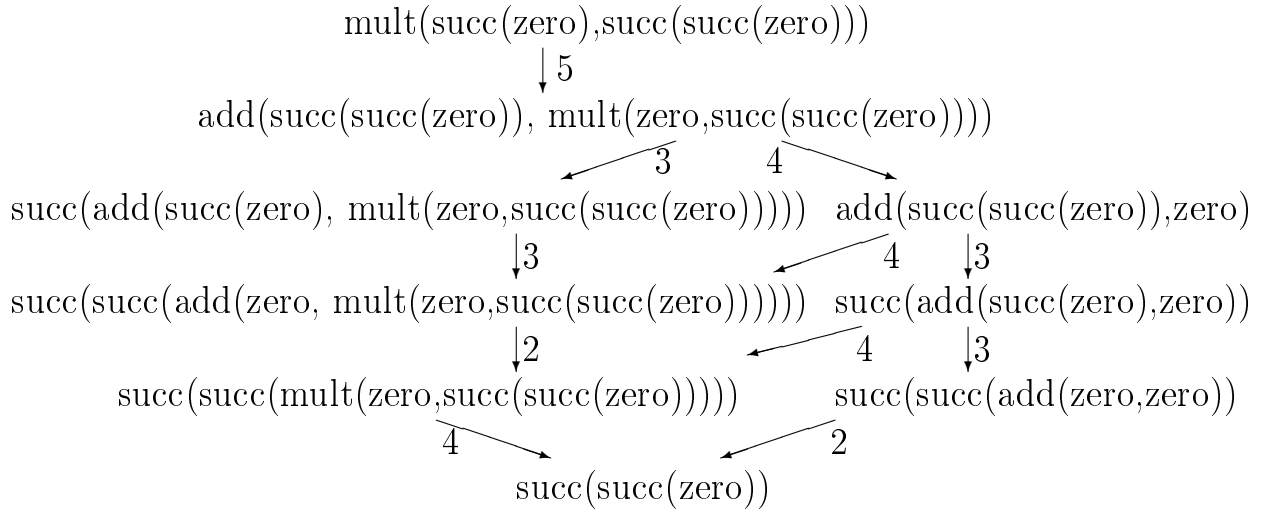 mult(succ(zero),succ(succ(zero)))
5
add(succ(succ(zero)), mult(zero,succ(succ(zero))))
3 4
succ(add(succ(zero), mult(zero,succ(succ(zero))))) add(succ(succ(zero)),zero)
3 4 3
succ(succ(add(zero, mult(zero,succ(succ(zero)))))) succ(add(succ(zero),zero))
2 4 3
succ(succ(mult(zero,succ(succ(zero))))) succ(succ(add(zero,zero))
4 2
succ(succ(zero))